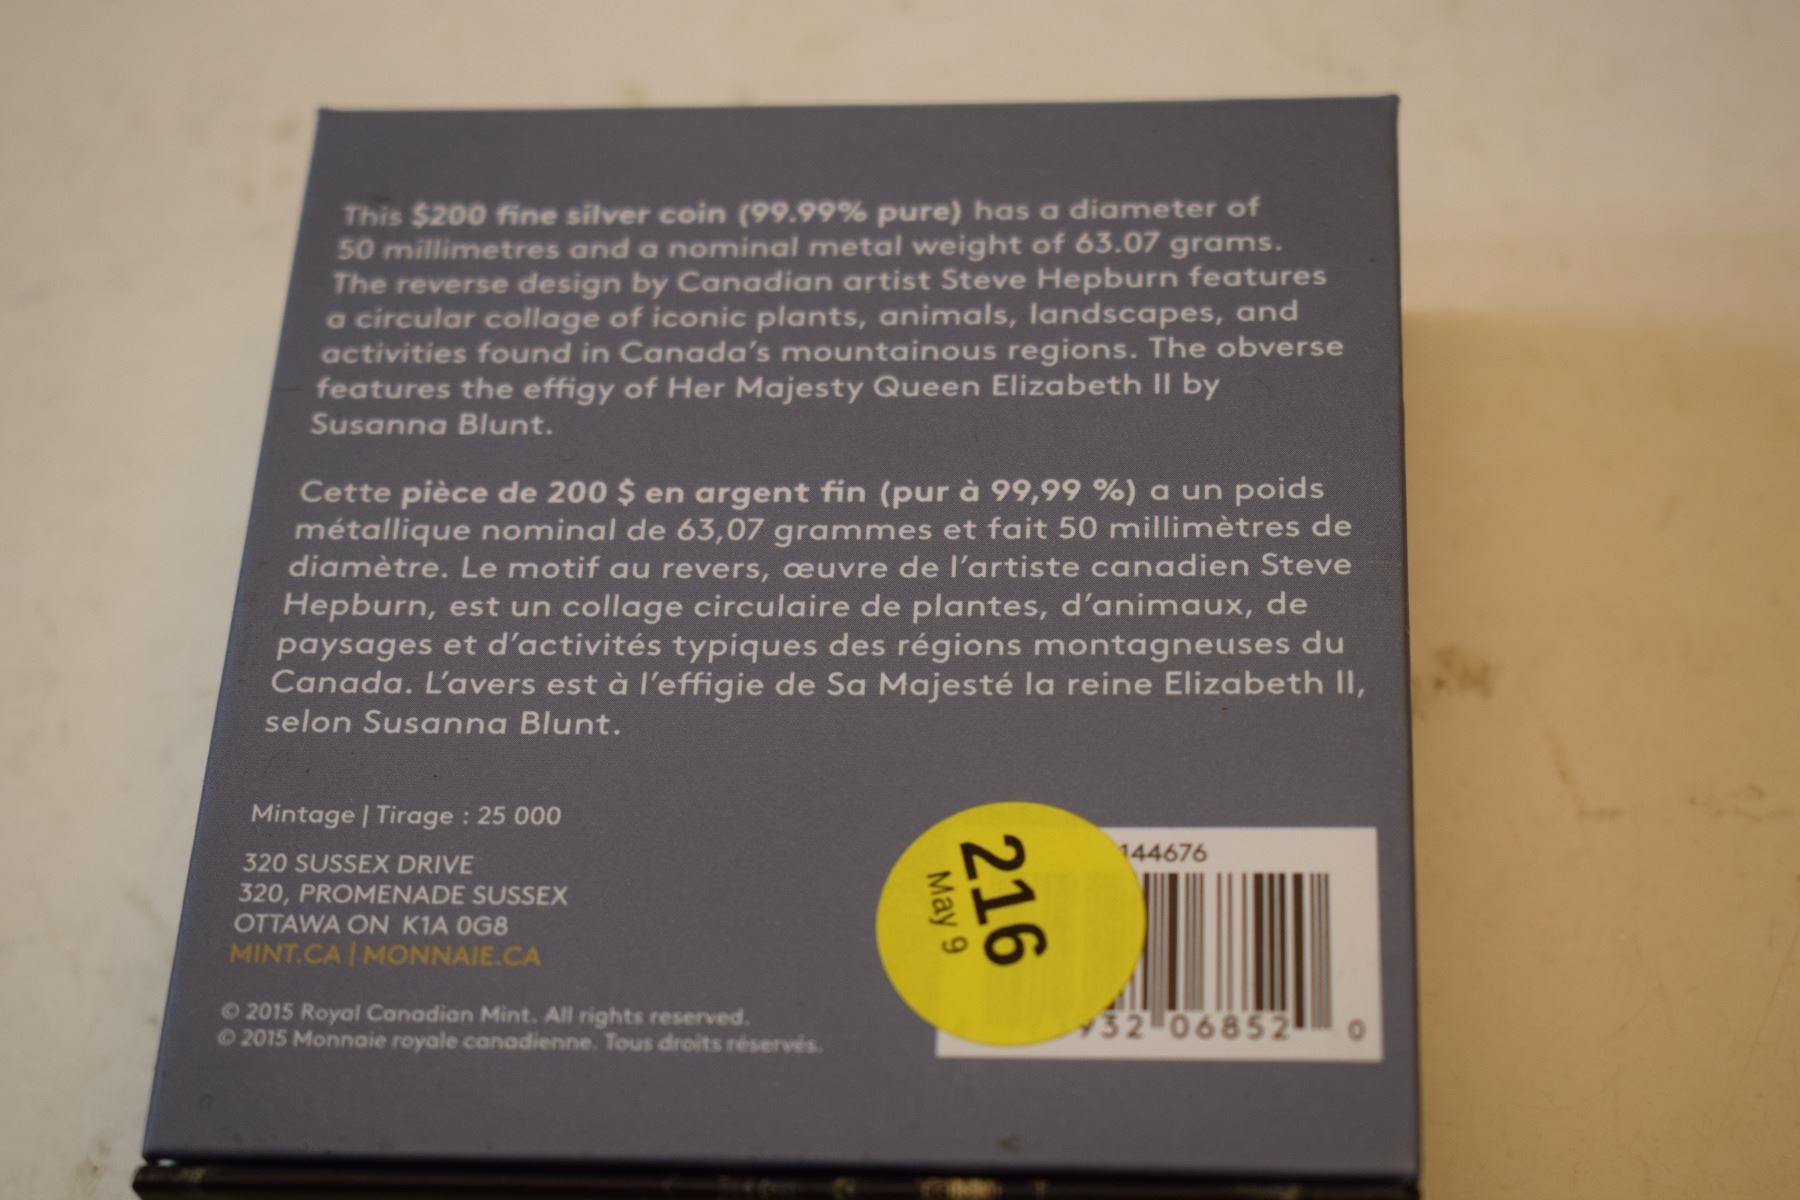 This $200 fine silver coin (99.99% pure) has a diameter of
50 millimetres and a nominal metal weight of 63.07 grams.
The reverse design by Canadian artist Steve Hepburn features
a circular collage of iconic plants, animals, landscapes, and
activities found in Canada's mountainous regions. The obverse
features the effigy of Her Majesty Queen Elizabeth II by
Susanna Blunt.
Cette pièce de 200 $ en argent fin (pur à 99,99 %) a un poids
métallique nominal de 63,07 grammes et fait 50 millimètres de
diamètre. Le motif au revers, œuvre de l'artiste canadien Steve
Hepburn, est un collage circulaire de plantes, d'animaux, de
paysages et d'activités typiques des régions montagneuses du
Canada. L'avers est à l'effigie de Sa Majesté la reine Elizabeth II,
selon Susanna Blunt.
Mintage | Tirage : 25 000
320 SUSSEX DRIVE
320, PROMENADE SUSSEX
OTTAWA ON K1A 0G8
MINT.CA | MONNAIE.CA
© 2015 Royal Canadian Mint. All rights reserved.
© 2015 Monnaie royale canadienne. Tous droits réservés.
216
May 9
144676
932 06852 0